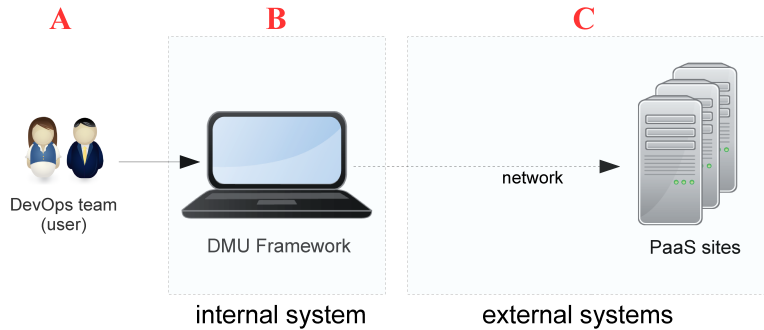 A
B
C
DevOps team
(user)
DMU Framework
network
PaaS sites
internal system
external systems